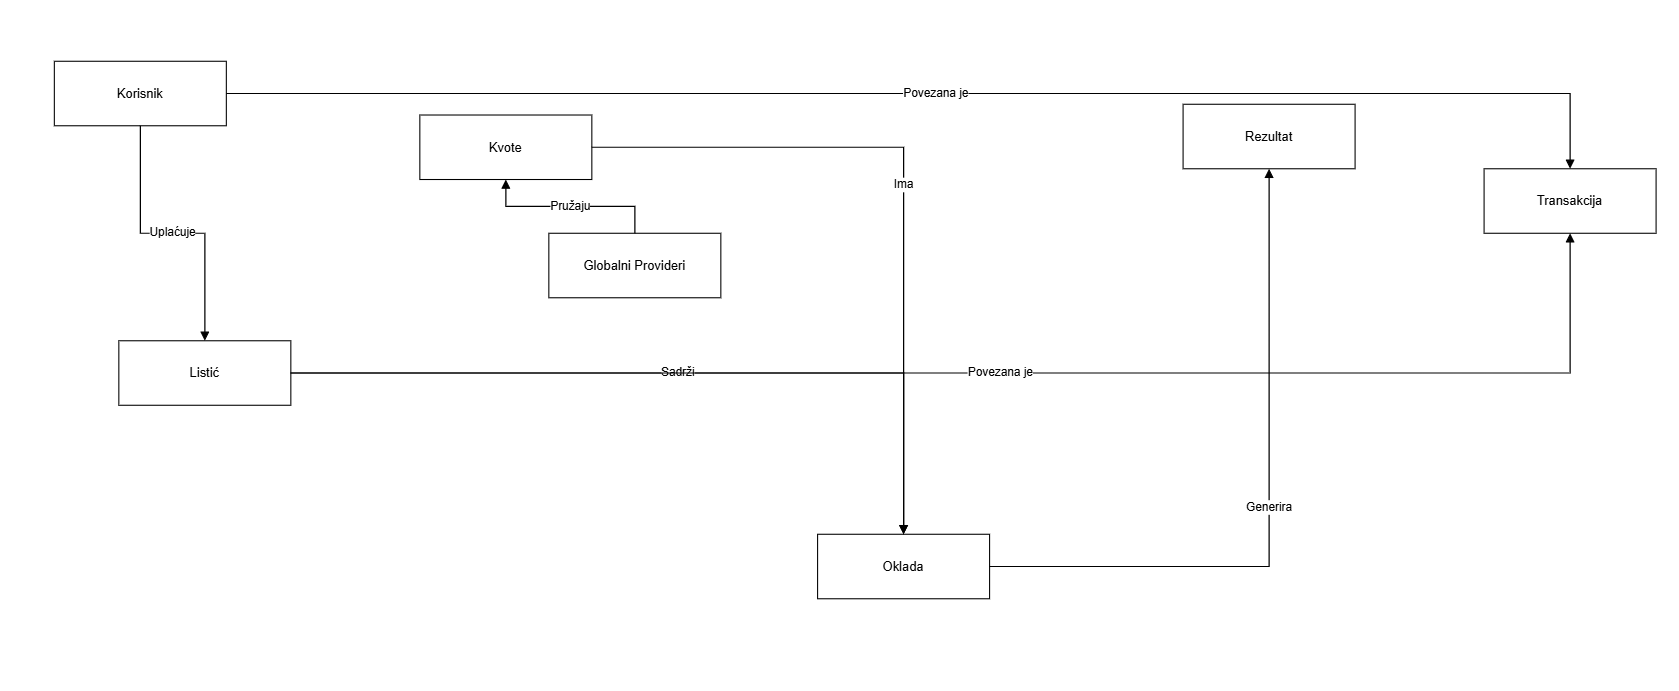 Korisnik
Povezana je
Kvote
Rezultat
Ima
Transakcija
Pružaju
Uplaćuje
Globalni Provideri
Listić
Sadrži
Povezana je
Generira
Oklada